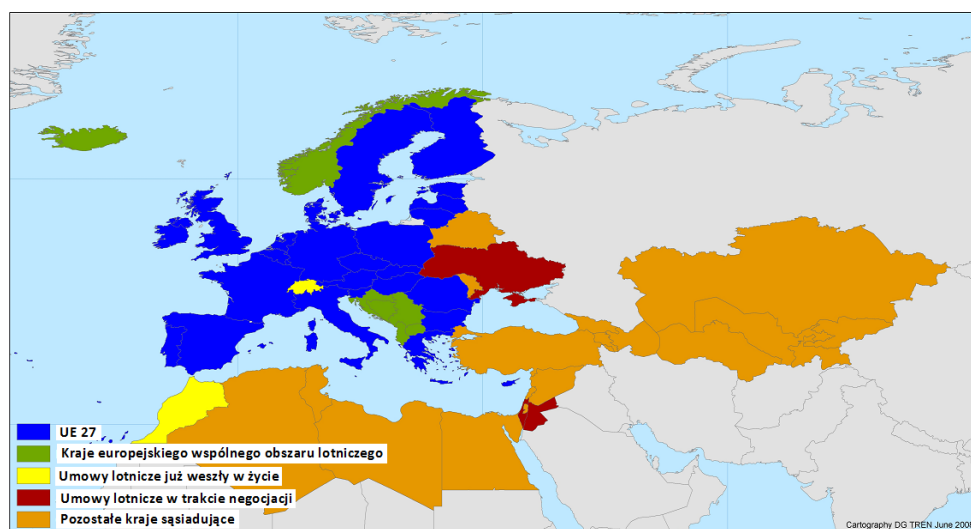 UE 27
Kraje europejskiego wspólnego obszaru lotniczego
Umowy lotnicze już weszły w życie
Umowy lotnicze w trakcie negocjacji
Pozostałe kraje sąsiadujące
Cartography DG TREN June